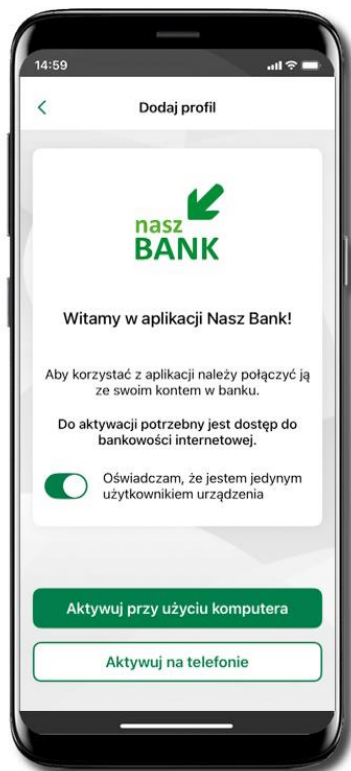 14:59
Dodaj profil
nasz
BANK
Witamy w aplikacji Nasz Bank!
Aby korzystać z aplikacji należy połączyć ją
ze swoim kontem w banku.
Do aktywacji potrzebny jest dostęp do
bankowości internetowej.
Oświadczam, że jestem jedynym
użytkownikiem urządzenia
Aktywuj przy użyciu komputera
Aktywuj na telefonie